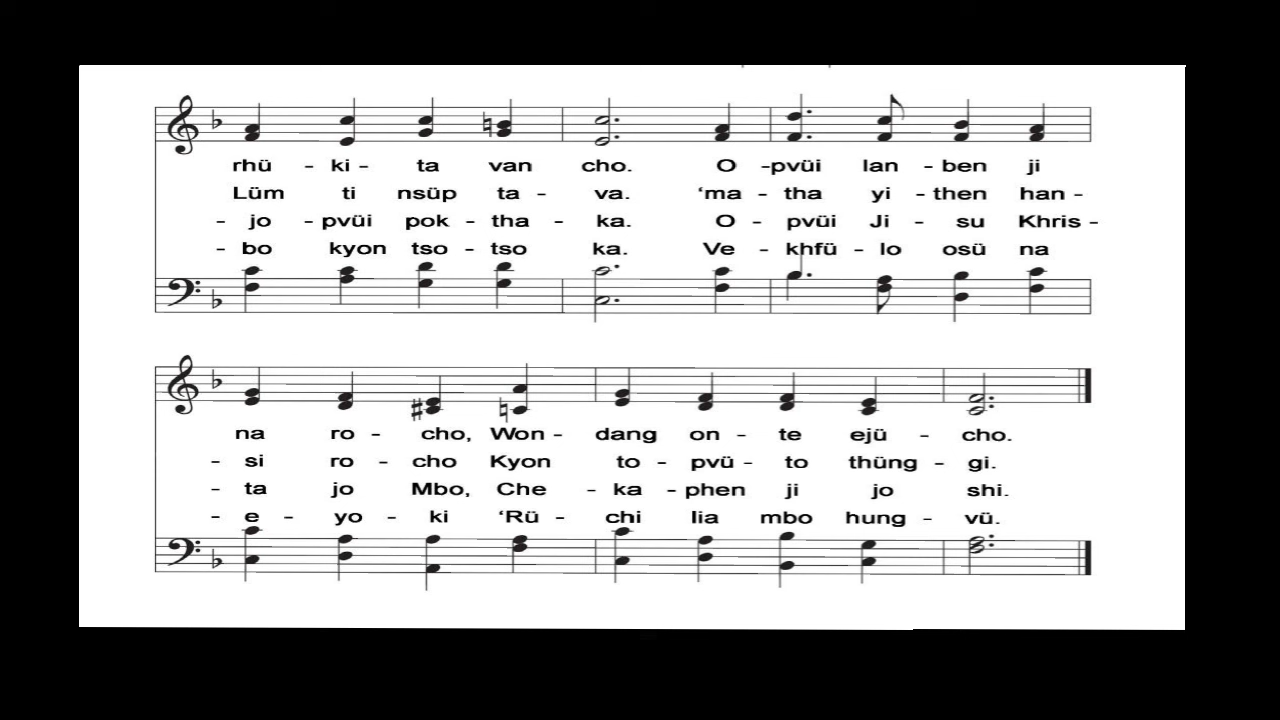 rhü - ki - ta van cho. O -pvüi lan -ben ji
Lüm ti nsüp ta - va. ‘ma - tha yi - then han -
- jo - pvüi pok - tha - ka. O - pvüi Ji - su Khris -
- bo kyon tso - tso ka. Ve - khfü - lo osü na
na ro - cho, Won - dang on - te ejü - cho.
- si ro - cho Kyon to - pvü - to thüng - gi.
- ta jo Mbo, Che - ka - phen ji jo shi.
- e - yo - ki ‘Rü - chi lia mbo hung - vü.